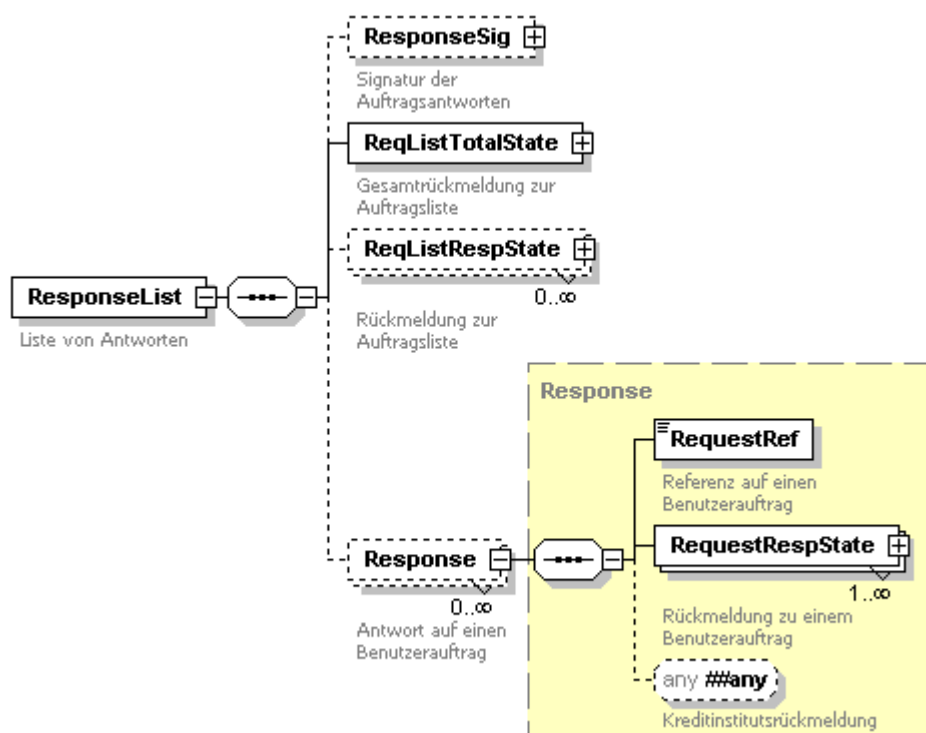 ResponseSig
Signatur der
Auftragsantworten
ReqListTotalState
Gesamtrückmeldung zur
Auftragsliste
ReqListRespState
0..∞
Rückmeldung zur
Auftragsliste
ResponseList
Liste von Antworten
Response
RequestRef
Referenz auf einen
Benutzerauftrag
RequestRespState
1..∞
Rückmeldung zu einem
Benutzerauftrag
any ##any
Kreditinstitutsrückmeldung
Response
0..∞
Antwort auf einen
Benutzerauftrag